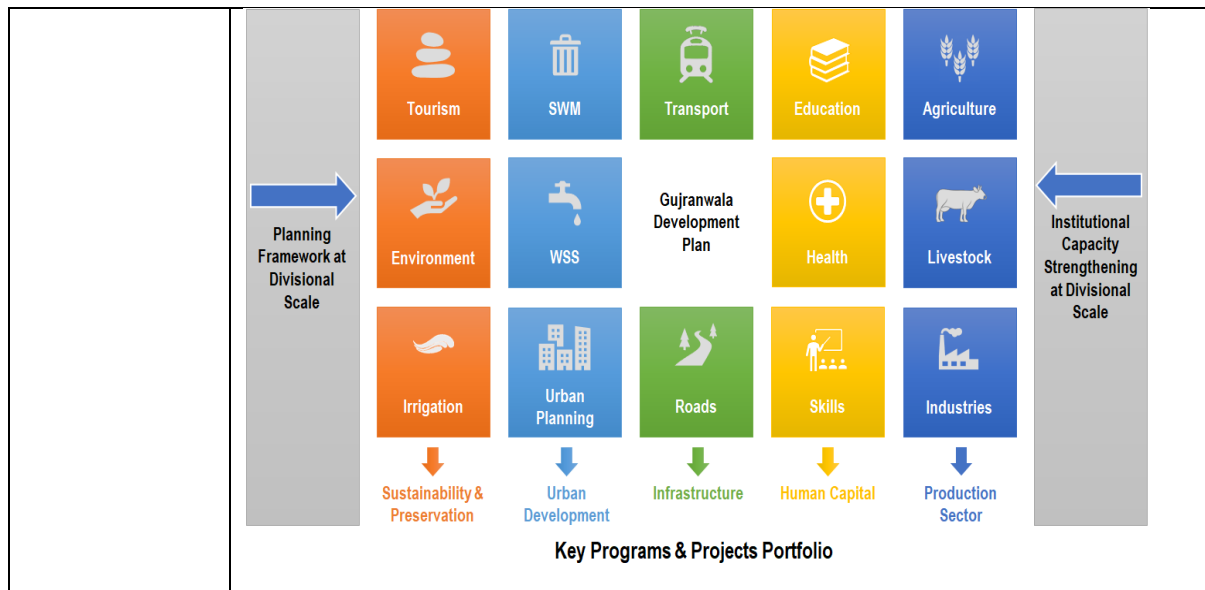 Tourism
SWM
Transport
Education
Agriculture
Planning
Framework at
Divisional
Scale
Environment
WSS
Gujranwala
Development
Plan
Health
Livestock
Institutional
Capacity
Strengthening
at Divisional
Scale
Irrigation
Urban
Planning
Roads
Skills
Industries
Sustainability &
Preservation
Urban
Development
Infrastructure
Human Capital
Production
Sector
Key Programs & Projects Portfolio